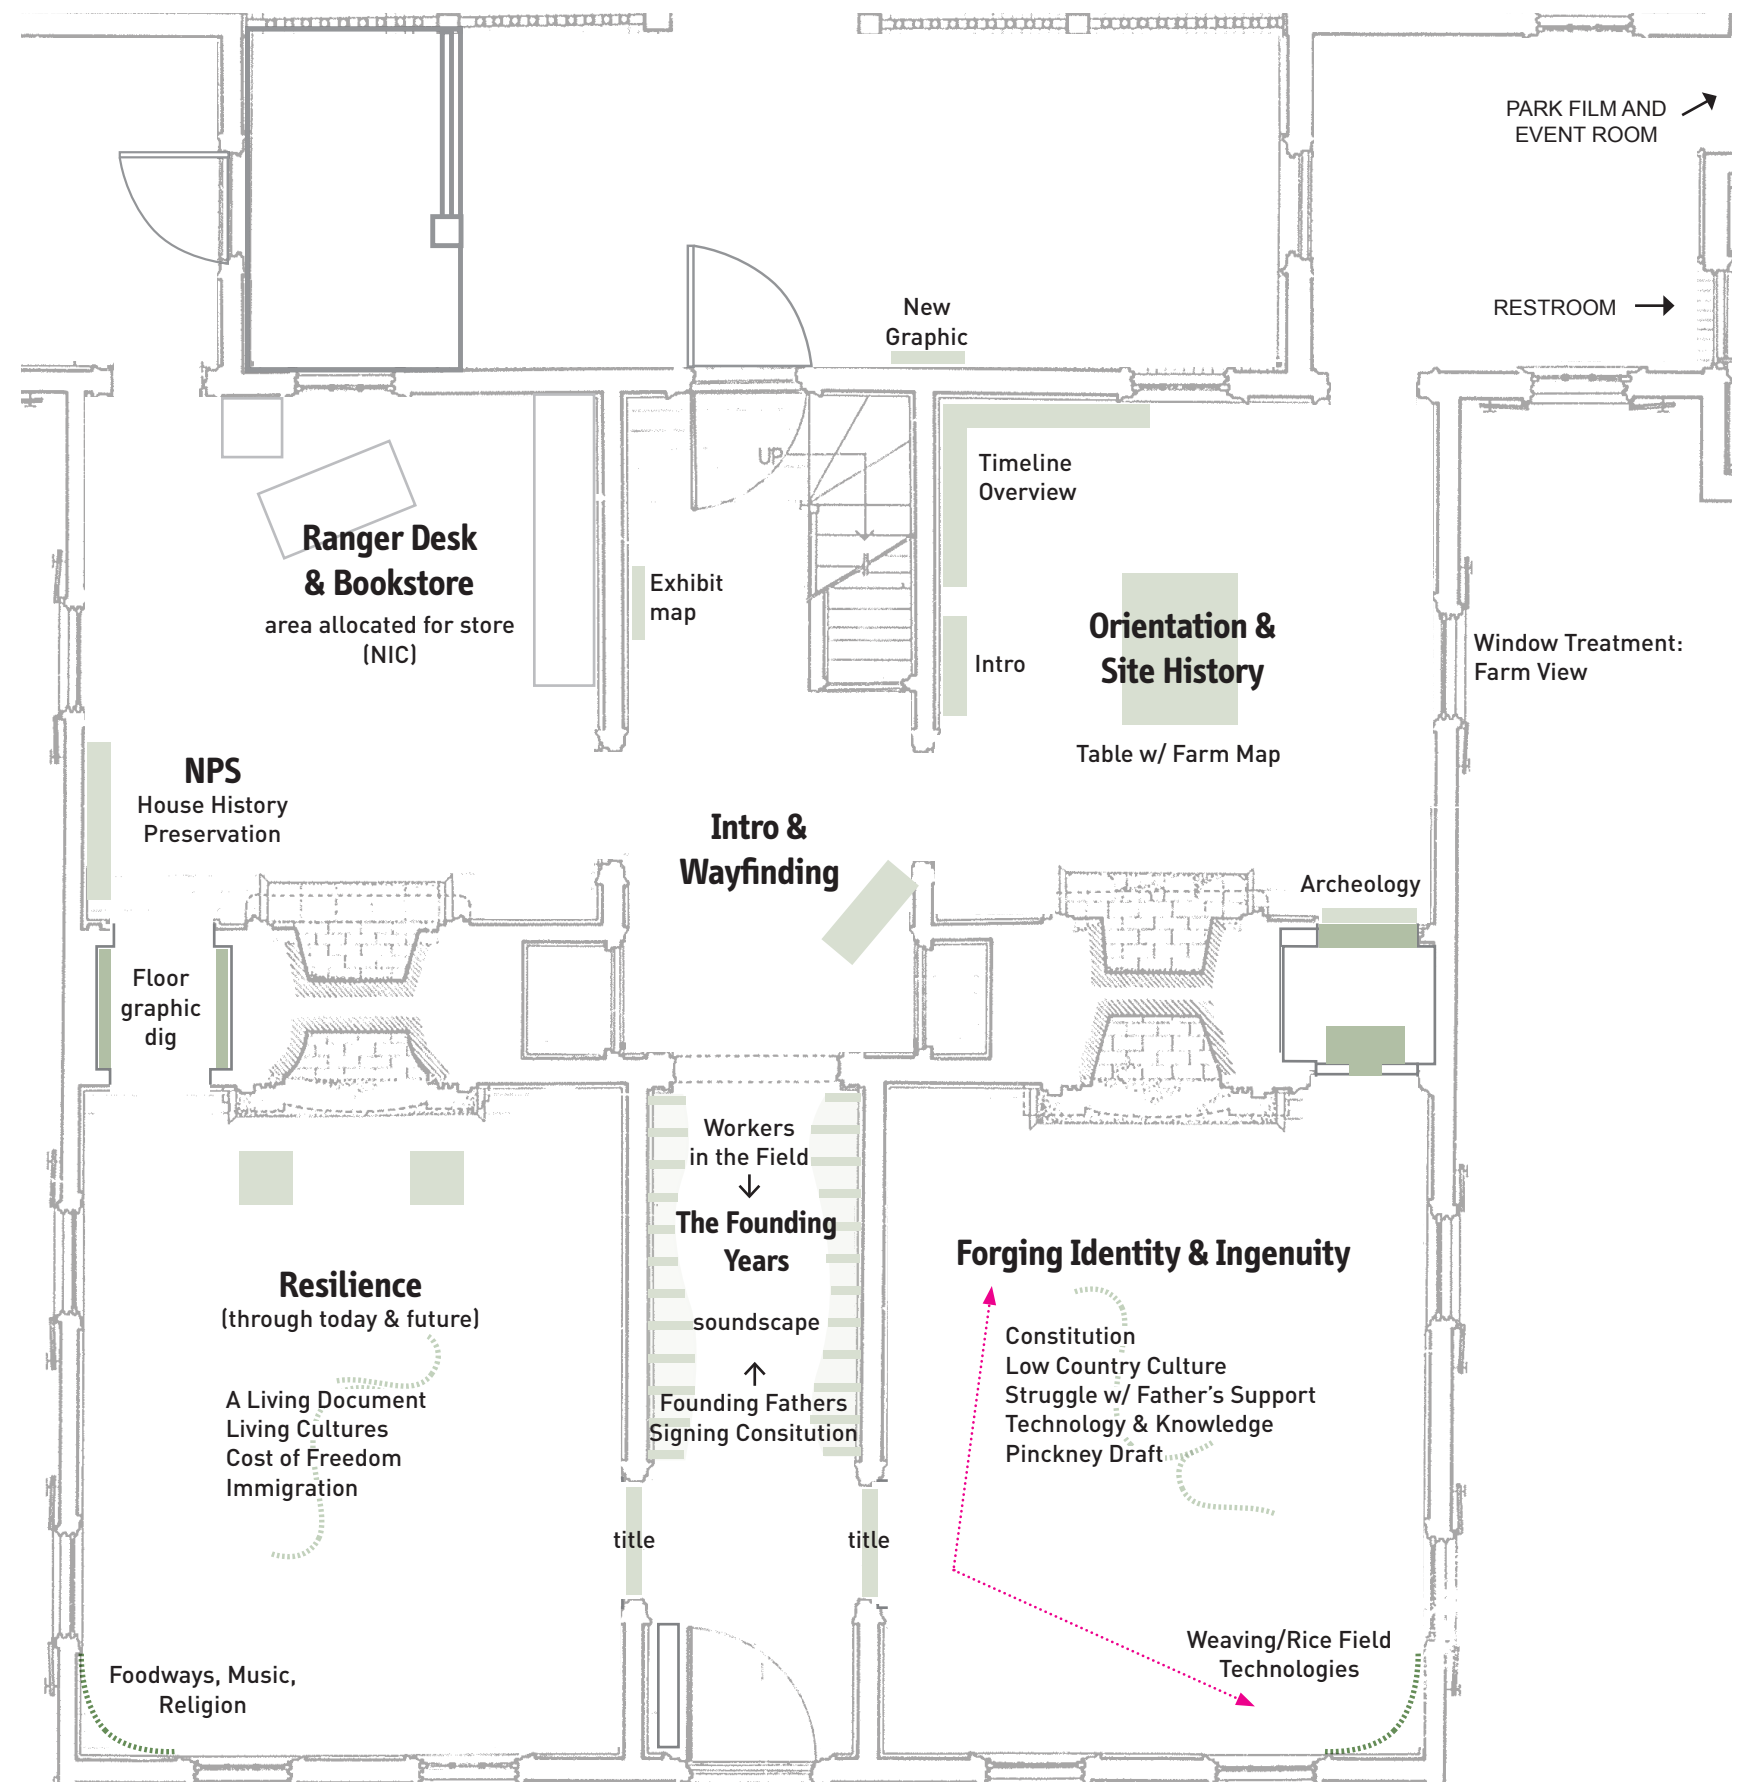 PARK FILM AND
EVENT ROOM
RESTROOM
New
Graphic
UP
Timeline
Overview
Ranger Desk
& Bookstore
area allocated for store
(NIC)
Exhibit
map
Intro
Orientation &
Site History
Table w/ Farm Map
Window Treatment:
Farm View
NPS
House History
Preservation
Intro &
Wayfinding
Archeology
Floor
graphic
dig
Workers
in the Field
The Founding
Years
soundscape
Founding Fathers
Signing Consitution
Resilience
(through today & future)
A Living Document
Living Cultures
Cost of Freedom
Immigration
Forging Identity & Ingenuity
Constitution
Low Country Culture
Struggle w/ Father's Support
Technology & Knowledge
Pinckney Draft
title
title
Foodways, Music,
Religion
Weaving/Rice Field
Technologies